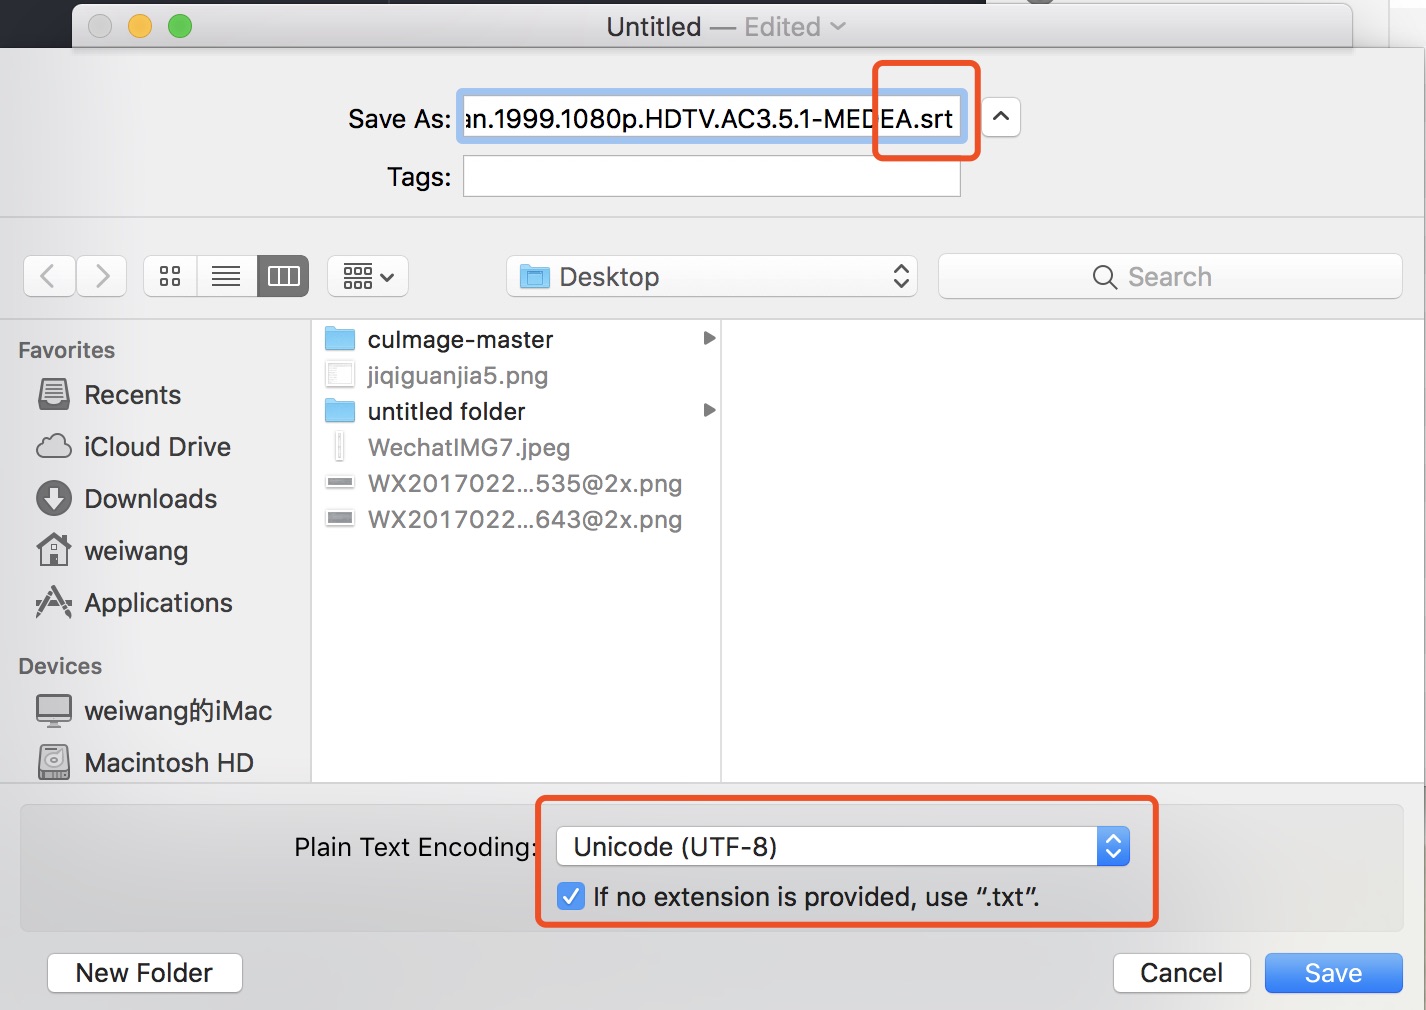 Untitled — Edited
Save As: an.1999.1080p.HDTV.AC3.5.1-MEDEA.srt
Tags:
Desktop
Search
Favorites
Recents
iCloud Drive
Downloads
weiwang
Applications
Devices
weiwang的iMac
Macintosh HD
cuImage-master
jiqiguanjia5.png
untitled folder
WechatIMG7.jpeg
WX2017022...535@2x.png
WX2017022...643@2x.png
Plain Text Encoding: Unicode (UTF-8)
If no extension is provided, use “.txt”.
New Folder
Cancel
Save